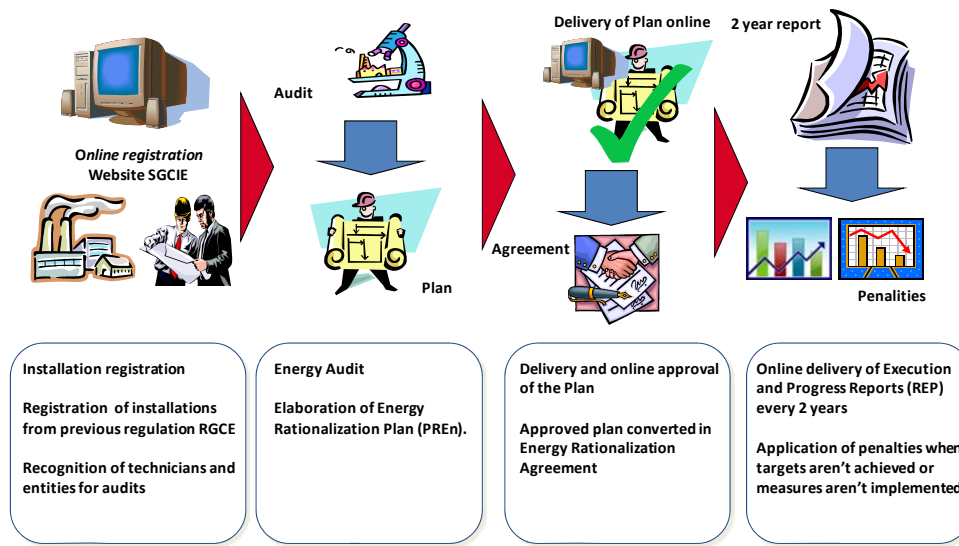 Online registration
Website SGCIE
Audit
Plan
Delivery of Plan online
Agreement
2 year report
Penalities
Installation registration
Registration of installations
from previous regulation RGCE
Recognition of technicians and
entities for audits
Energy Audit
Elaboration of Energy
Rationalization Plan (PREn).
Delivery and online approval
of the Plan
Approved plan converted in
Energy Rationalization
Agreement
Online delivery of Execution
and Progress Reports (REP)
every 2 years
Application of penalties when
targets aren't achieved or
measures aren't implemented